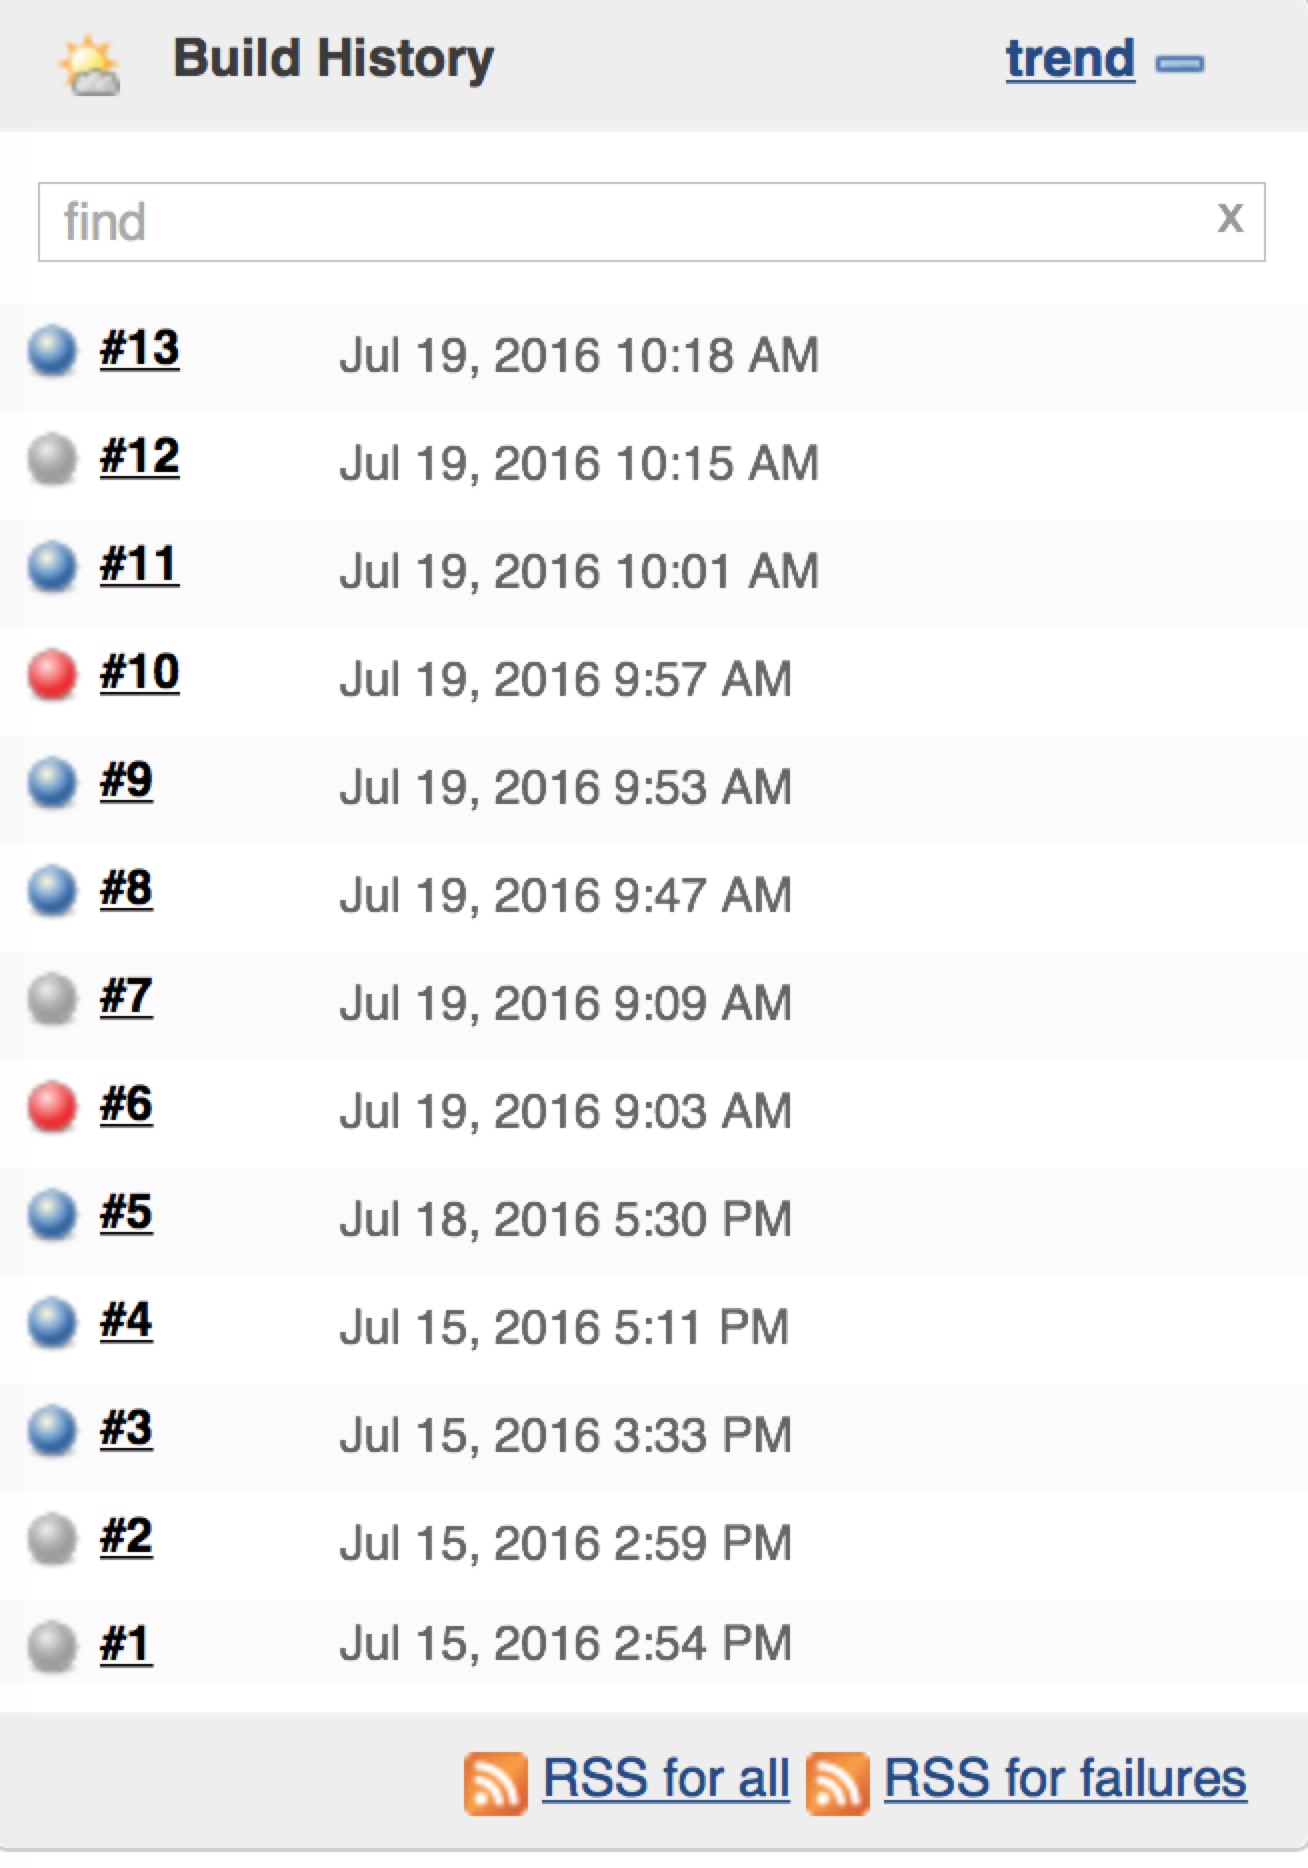 Build History trend
find X
#13 Jul 19, 2016 10:18 AM
#12 Jul 19, 2016 10:15 AM
#11 Jul 19, 2016 10:01 AM
#10 Jul 19, 2016 9:57 AM
#9 Jul 19, 2016 9:53 AM
#8 Jul 19, 2016 9:47 AM
#7 Jul 19, 2016 9:09 AM
#6 Jul 19, 2016 9:03 AM
#5 Jul 18, 2016 5:30 PM
#4 Jul 15, 2016 5:11 PM
#3 Jul 15, 2016 3:33 PM
#2 Jul 15, 2016 2:59 PM
#1 Jul 15, 2016 2:54 PM
RSS for all RSS for failures